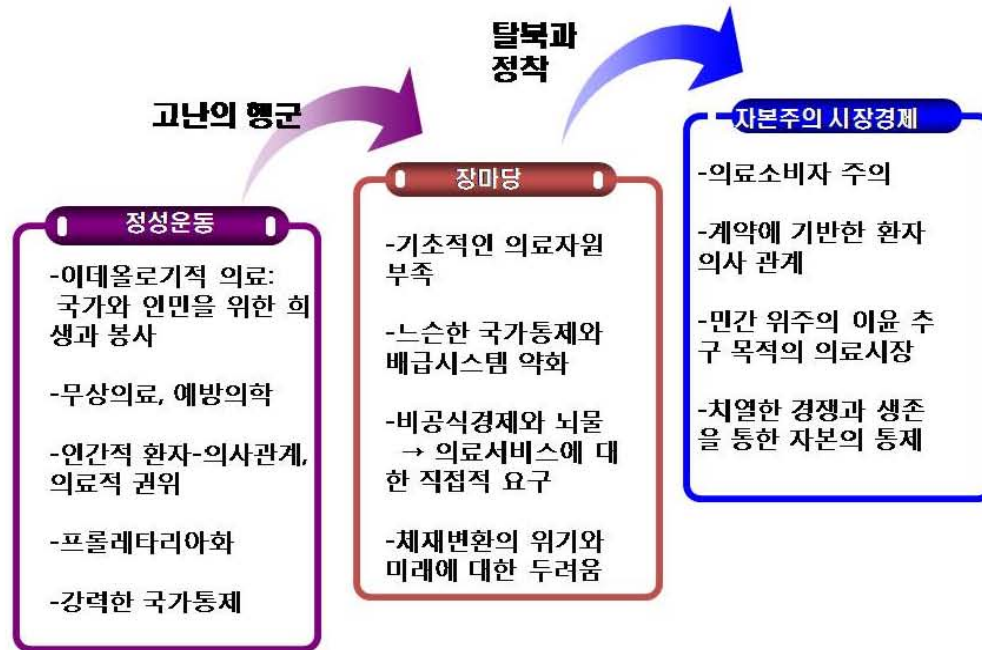 탈북과
정착
고난의 행군
자본주의 시장경제
-의료소비자 주의
-계약에 기반한 환자
의사 관계
-민간 위주의 이윤 추
구 목적의 의료시장
-치열한 경쟁과 생존
을 통한 자본의 통제
장마당
-기초적인 의료자원
부족
-느슨한 국가통제와
배급시스템 약화
-비공식경제와 뇌물
→ 의료서비스에 대
한 직접적 요구
-체재변환의 위기와
미래에 대한 두려움
정성운동
-이데올로기적 의료:
국가와 인민을 위한 희
생과 봉사
-무상의료, 예방의학
-인간적 환자-의사관계,
의료적 권위
-프롤레타리아화
-강력한 국가통제